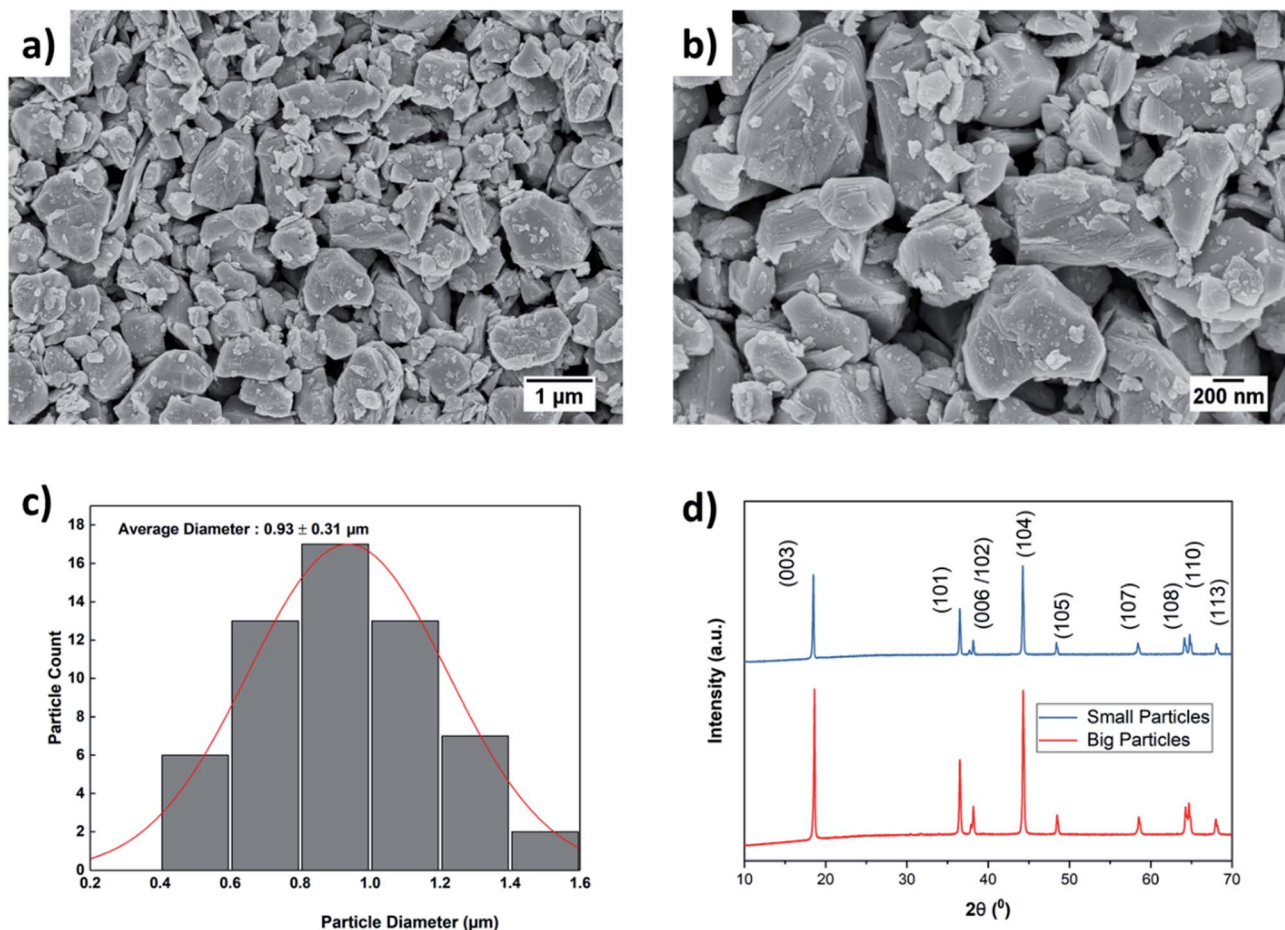 a)
1 µm
b)
200 nm
c)
Average Diameter : 0.93 ± 0.31 µm
Particle Count
18
16
14
12
10
8
6
4
2
0
0.2 0.4 0.6 0.8 1.0 1.2 1.4 1.6
Particle Diameter (µm)
d)
Intensity (a.u.)
(003)
(101)
(006 /102)
(104)
(105)
(107)
(108)
(110)
(113)
Small Particles
Big Particles
10 20 30 40 50 60 70
2θ (⁰)